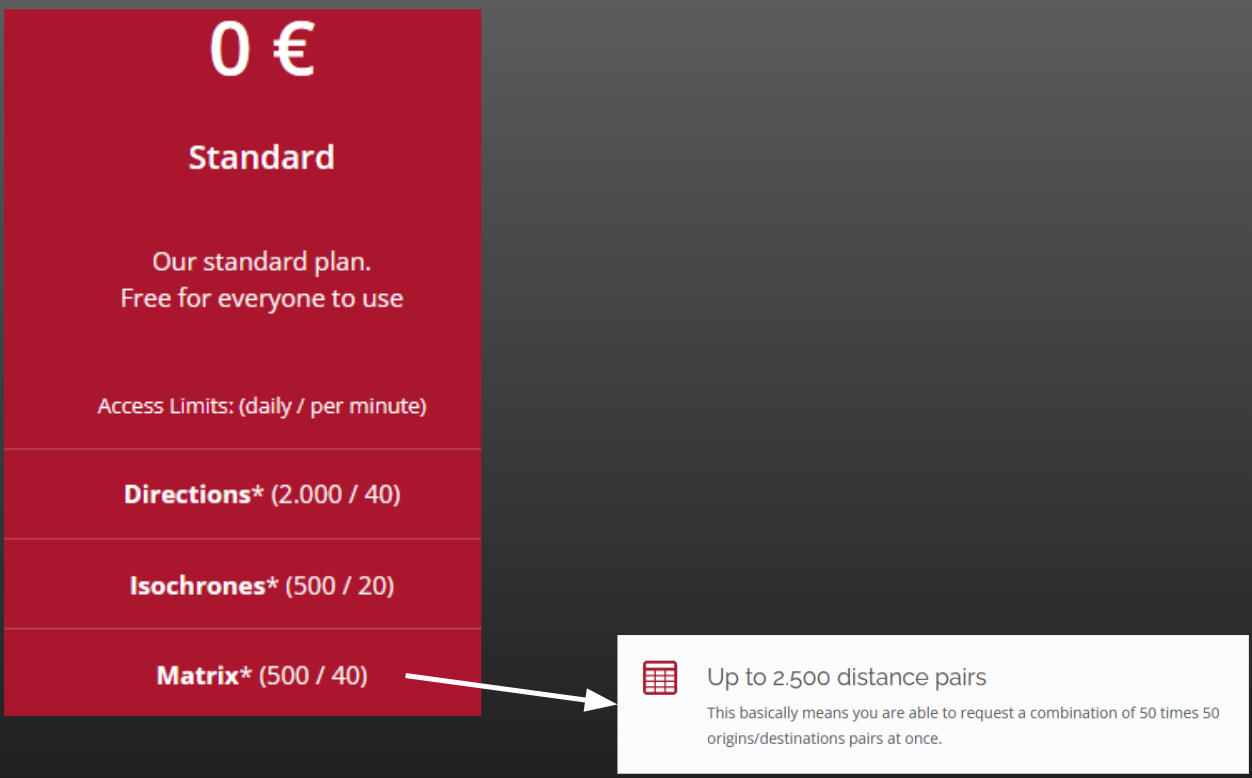 0 €
Standard
Our standard plan.
Free for everyone to use
Access Limits: (daily / per minute)
Directions* (2.000 / 40)
Isochrones* (500 / 20)
Matrix* (500 / 40)
Up to 2.500 distance pairs
This basically means you are able to request a combination of 50 times 50
origins/destinations pairs at once.